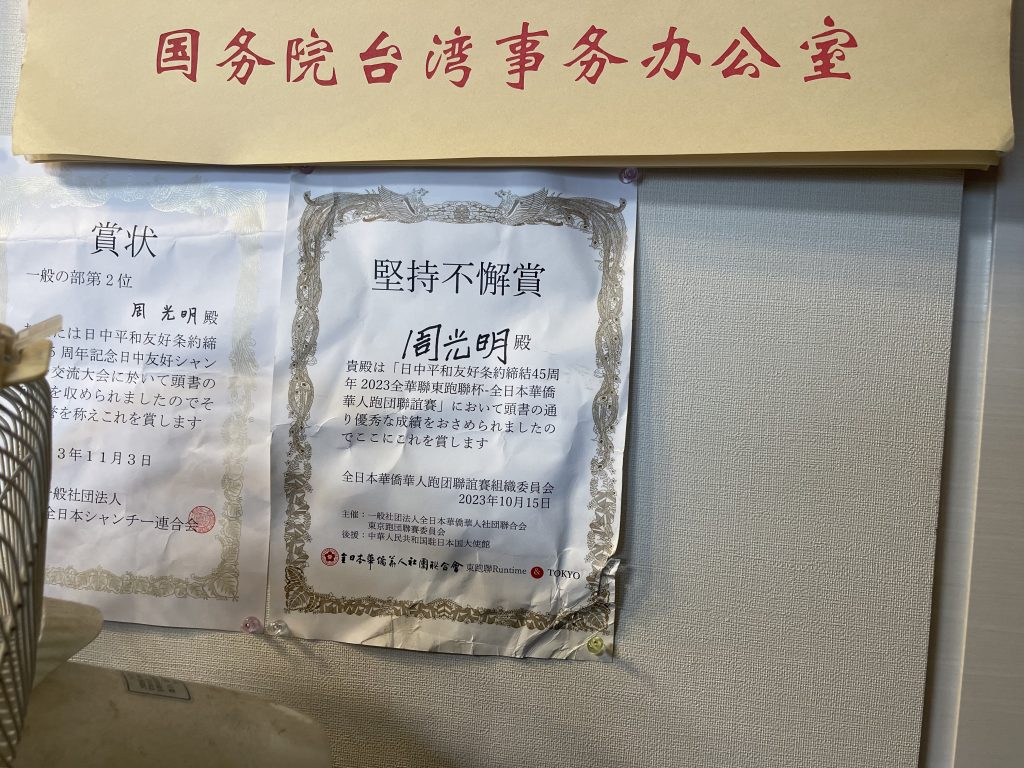 国务院台湾事务办公室
賞状
一般の部第2位
周光明殿
には日中平和友好条約締
5周年記念日中友好シャン
交流大会に於いて頭書の
を収められましたのでそ
を称えこれを賞します
3年11月3日
一般社団法人
全日本シャンチー連合会
堅持不懈賞
周光明殿
貴殿は「日中平和友好条約締結45周
年 2023全華聯東跑聯杯-全日本華僑
華人跑団聯誼賽」において頭書の通
り優秀な成績をおさめられましたの
でここにこれを賞します
全日本華僑華人跑団聯誼賽組織委員会
2023年10月15日
主催：一般社団法人全日本華僑華人社団聯合会
東京跑団聯賽委員会
後援：中華人民共和国駐日本国大使館
全日本華僑華人社團聯合會 東跑聯Runtime & TOKYO